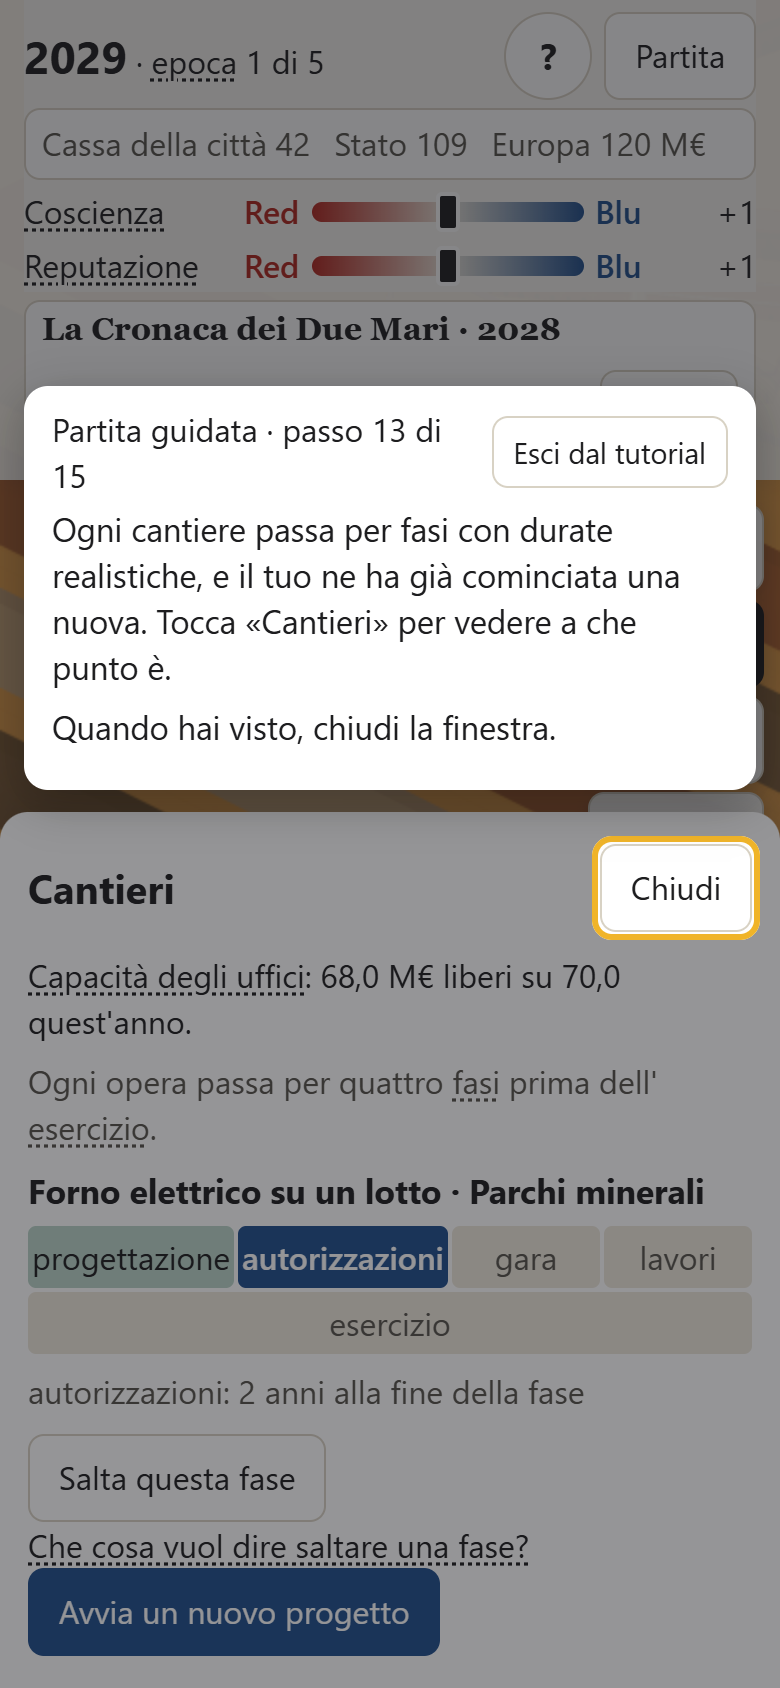 2029 · epoca 1 di 5
?
Partita
Cassa della città 42 Stato 109 Europa 120 M€
Coscienza Red Blu +1
Reputazione Red Blu +1
La Cronaca dei Due Mari · 2028
Partita guidata · passo 13 di
15
Esci dal tutorial
Ogni cantiere passa per fasi con durate
realistiche, e il tuo ne ha già cominciata una
nuova. Tocca «Cantieri» per vedere a che
punto è.
Quando hai visto, chiudi la finestra.
Cantieri
Chiudi
Capacità degli uffici: 68,0 M€ liberi su 70,0
quest'anno.
Ogni opera passa per quattro fasi prima dell'
esercizio.
Forno elettrico su un lotto · Parchi minerali
progettazione autorizzazioni gara lavori
esercizio
autorizzazioni: 2 anni alla fine della fase
Salta questa fase
Che cosa vuol dire saltare una fase?
Avvia un nuovo progetto